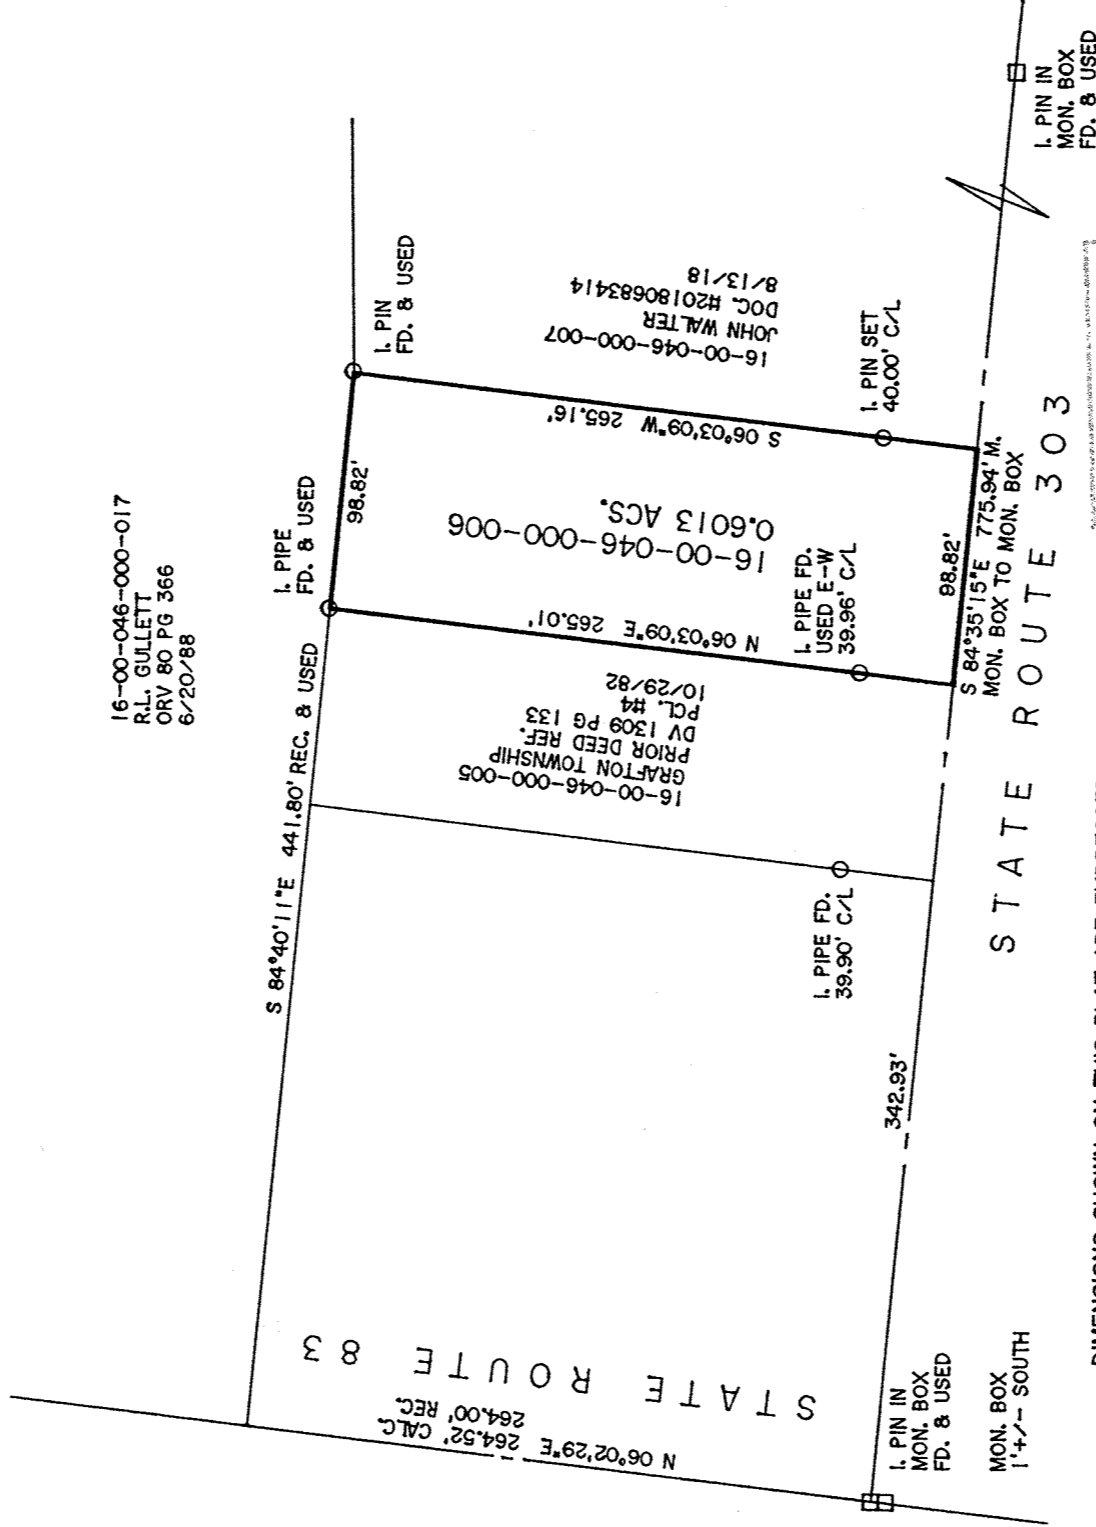 16-00-046-000-017
R.L. GULLETT
ORV 80 PG 366
6/20/88
S 84°40'11"E 441.80' REC. & USED
I. PIPE
FD. & USED
98.82'
I. PIN
FD. & USED
16-00-046-000-007
JOHN WALTER
DOC. #20180683414
8/13/18
S 06°03'09"W 265.16'
16-00-046-000-006
0.6013 ACS.
N 06°03'09"E 265.01'
16-00-046-000-005
GRAFTON TOWNSHIP
PRIOR DEED REF.
DV 1309 PG 133
PCL. #4
10/29/82
I. PIPE FD.
USED E-W
39.96' C/L
I. PIN SET
40.00' C/L
I. PIPE FD.
39.90' C/L
N 06°02'29"E 264.52' CALC.
264.00' REC.
STATE ROUTE 83
342.93'
98.82'
S 84°35'15"E 775.94' M.
MON. BOX TO MON. BOX
STATE ROUTE 303
I. PIN IN
MON. BOX
FD. & USED
MON. BOX
1'+/- SOUTH
I. PIN IN
MON. BOX
FD. & USED